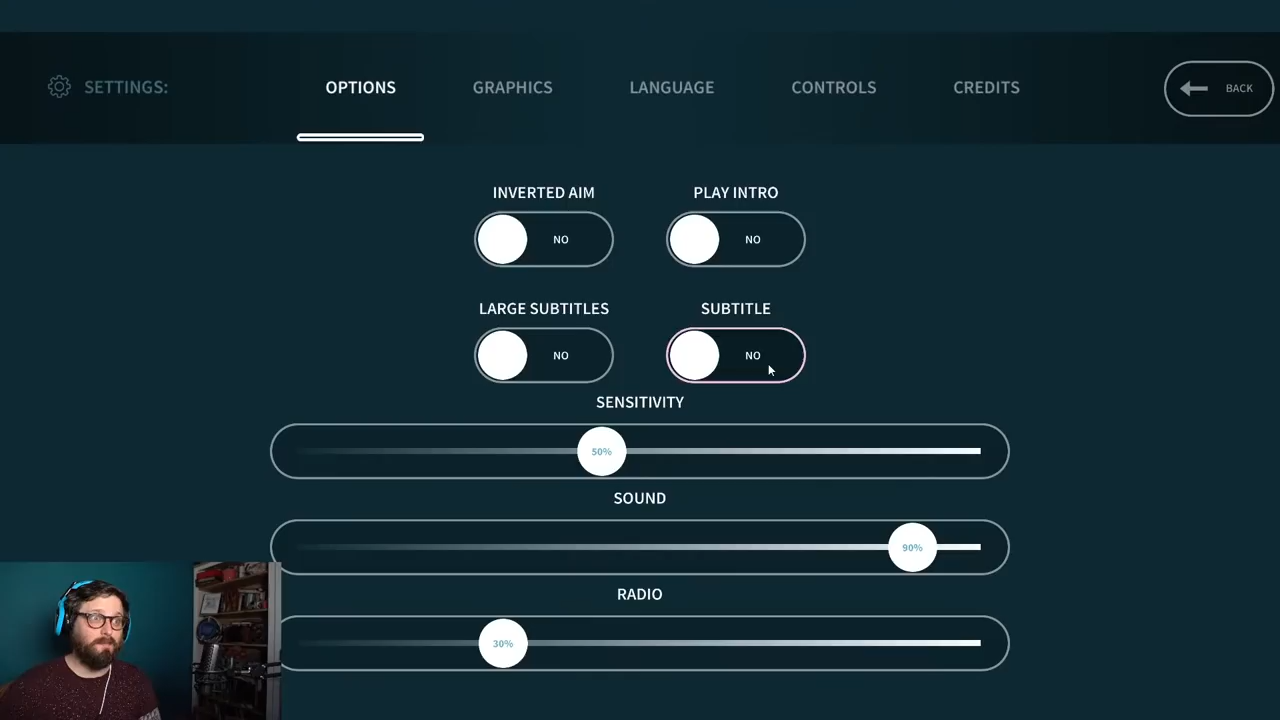 SETTINGS:
OPTIONS
GRAPHICS
LANGUAGE
CONTROLS
CREDITS
BACK
INVERTED AIM
PLAY INTRO
NO
NO
LARGE SUBTITLES
SUBTITLE
NO
NO
SENSITIVITY
50%
SOUND
90%
RADIO
30%